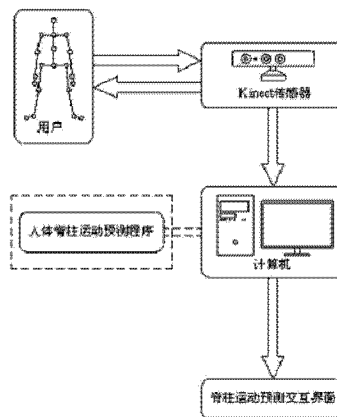 用户
Kinect传感器
人体脊柱运动预测程序
计算机
脊柱运动预测交互界面